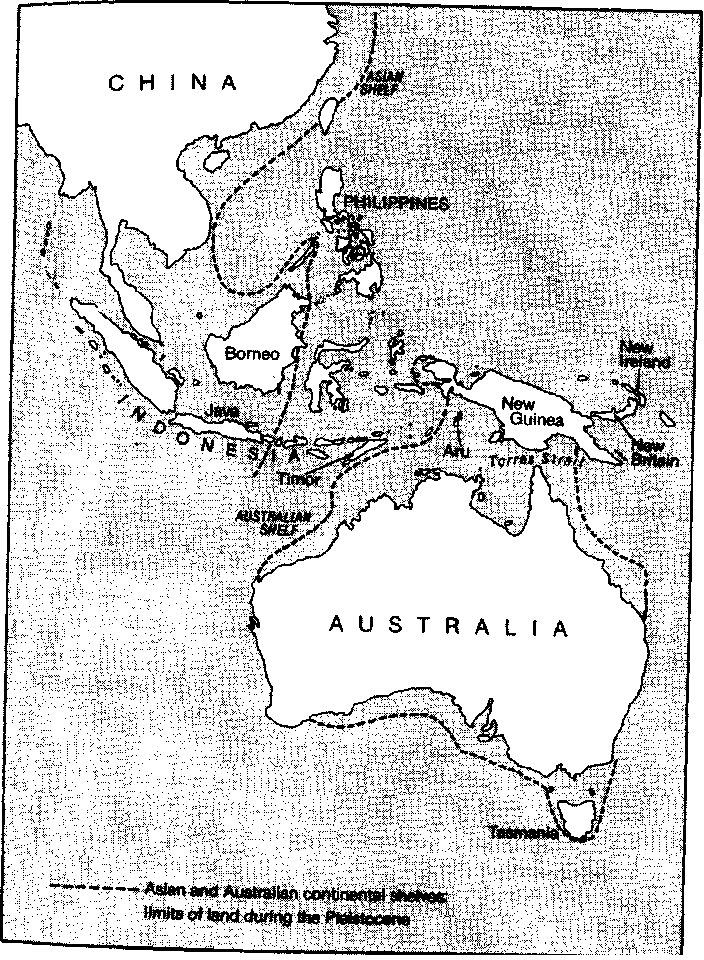 CHINA
ASIAN
SHELF
PHILIPPINES
Borneo
New
Ireland
Java
New
Guinea
INDONESIA
Aru
Torres Strait
New
Britain
Timor
AUSTRALIAN
SHELF
AUSTRALIA
Tasmania
Asian and Australian continental shelves:
limits of land during the Pleistocene